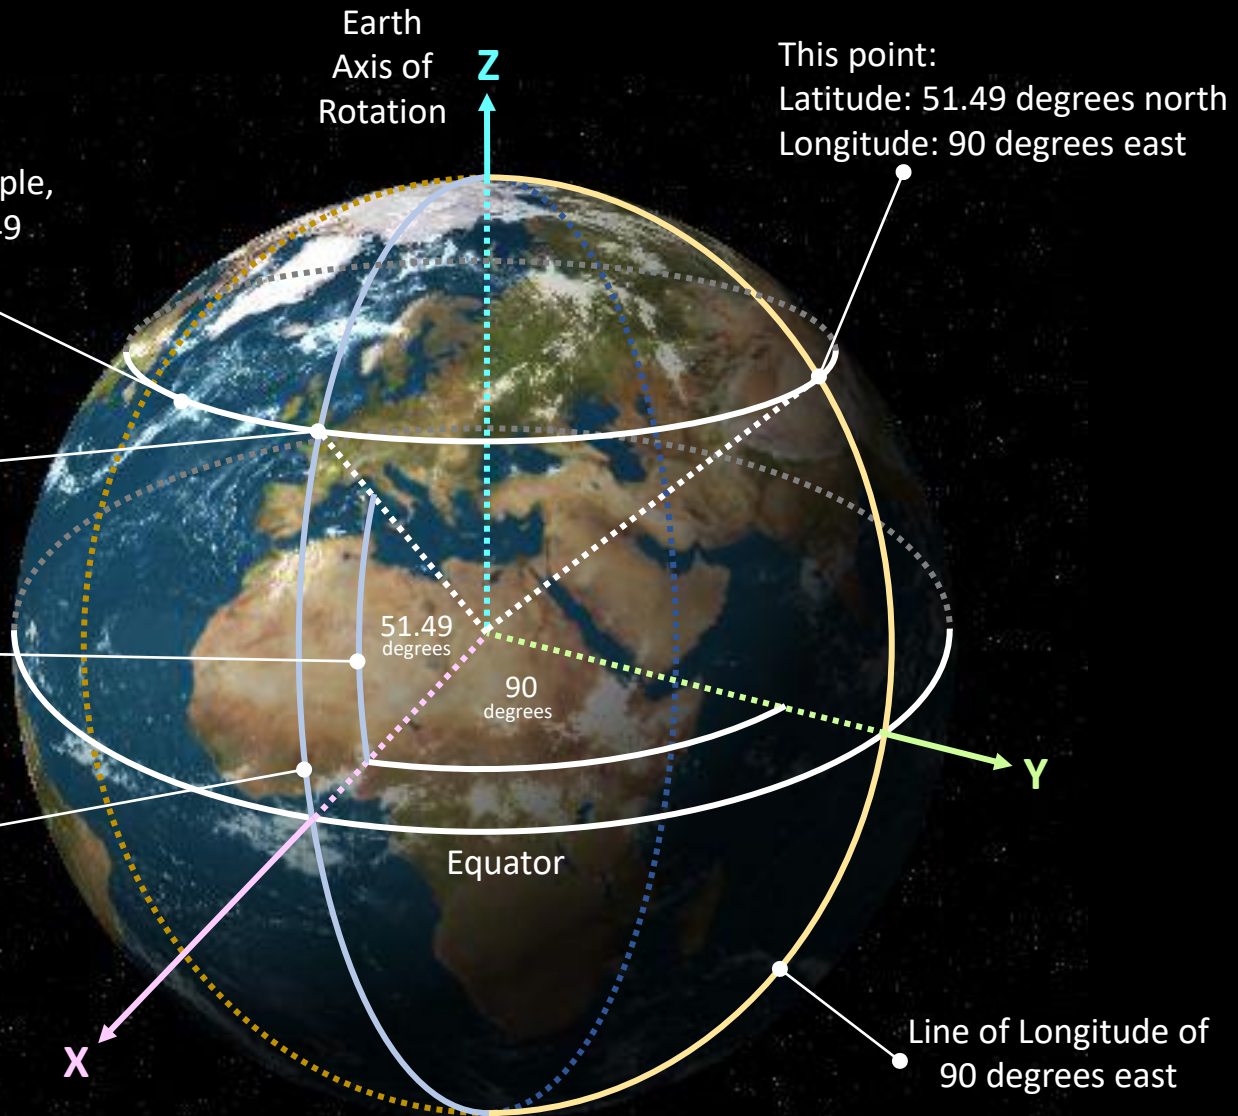 Earth
Axis of
Rotation
Z
This point:
Latitude: 51.49 degrees north
Longitude: 90 degrees east
51.49
degrees
90
degrees
Y
Equator
X
Line of Longitude of
90 degrees east